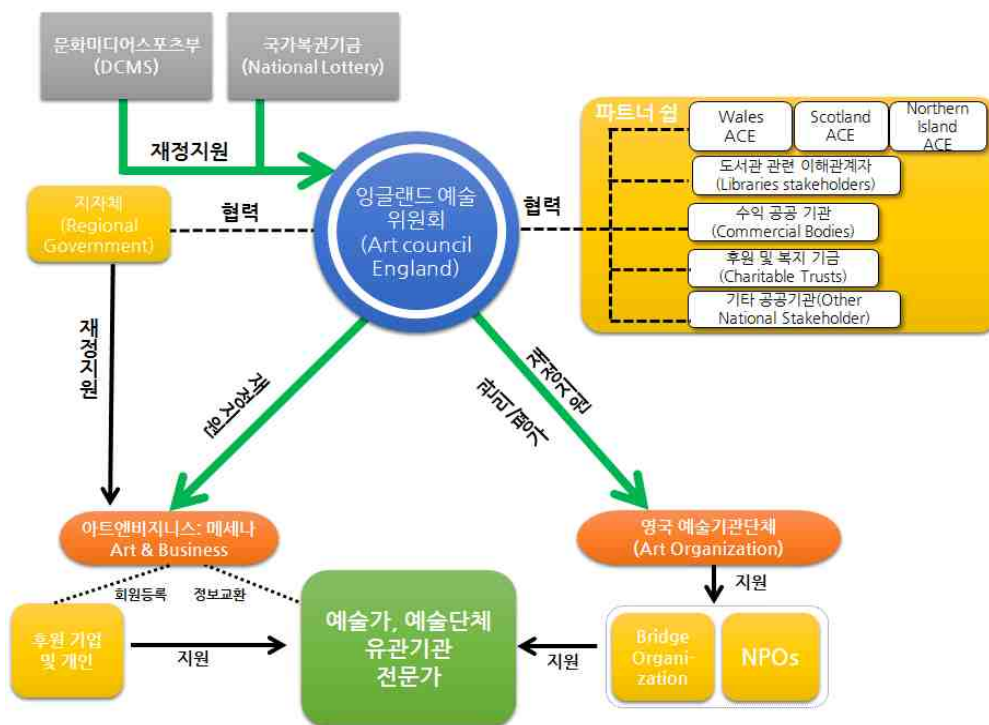 문화미디어스포츠부
(DCMS)
국가복권기금
(National Lottery)
재정지원
파트너 쉽
Wales
ACE
Scotland
ACE
Northern
Island
ACE
도서관 관련 이해관계자
(Libraries stakeholders)
수익 공공 기관
(Commercial Bodies)
후원 및 복지 기금
(Charitable Trusts)
기타 공공기관(Other
National Stakeholder)
잉글랜드 예술
위원회
(Art council
England)
협력
협력
지자체
(Regional
Government)
재정지원
재정지원
재정지원
관리/평가
아트엔비지니스: 메세나
Art & Business
영국 예술기관단체
(Art Organization)
회원등록
정보교환
지원
후원 기업
및 개인
지원
예술가, 예술단체
유관기관
전문가
지원
Bridge
Organi-
zation
NPOs